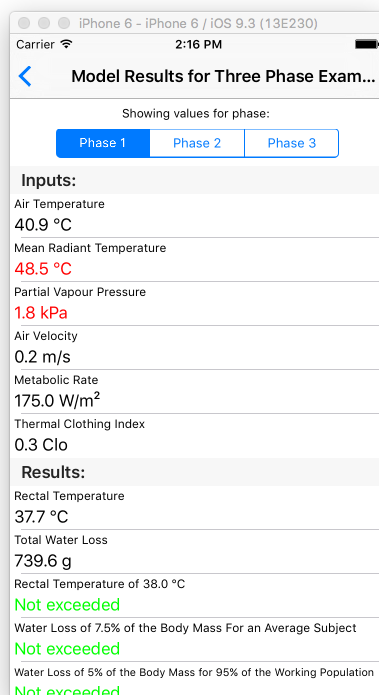 iPhone 6 - iPhone 6 / iOS 9.3 (13E230)
Carrier 2:16 PM
Model Results for Three Phase Exam...
Showing values for phase:
Phase 1 Phase 2 Phase 3
Inputs:
Air Temperature
40.9 °C
Mean Radiant Temperature
48.5 °C
Partial Vapour Pressure
1.8 kPa
Air Velocity
0.2 m/s
Metabolic Rate
175.0 W/m²
Thermal Clothing Index
0.3 Clo
Results:
Rectal Temperature
37.7 °C
Total Water Loss
739.6 g
Rectal Temperature of 38.0 °C
Not exceeded
Water Loss of 7.5% of the Body Mass For an Average Subject
Not exceeded
Water Loss of 5% of the Body Mass for 95% of the Working Population
Not exceeded